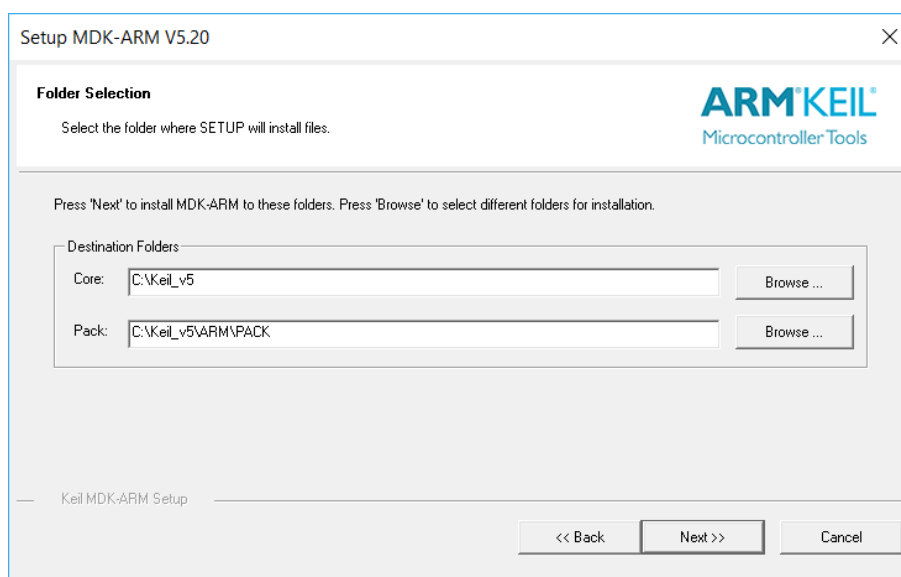 Setup MDK-ARM V5.20
Folder Selection
Select the folder where SETUP will install files.
ARM®KEIL®
Microcontroller Tools
Press 'Next' to install MDK-ARM to these folders. Press 'Browse' to select different folders for installation.
Destination Folders
Core: C:\Keil_v5 Browse ...
Pack: C:\Keil_v5\ARM\PACK Browse ...
Keil MDK-ARM Setup
<< Back Next >> Cancel